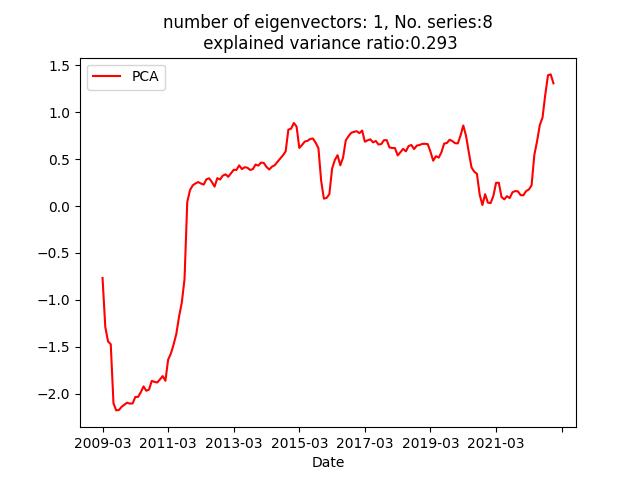 number of eigenvectors: 1, No. series:8
explained variance ratio:0.293
PCA
1.5
1.0
0.5
0.0
−0.5
−1.0
−1.5
−2.0
2009-03 2011-03 2013-03 2015-03 2017-03 2019-03 2021-03
Date